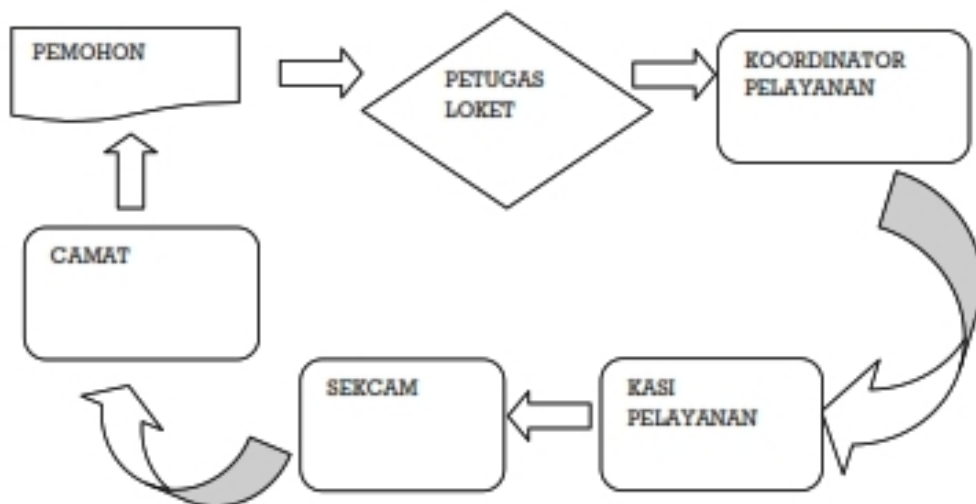 PEMOHON
PETUGAS
LOKET
KOORDINATOR
PELAYANAN
KASI
PELAYANAN
SEKCAM
CAMAT